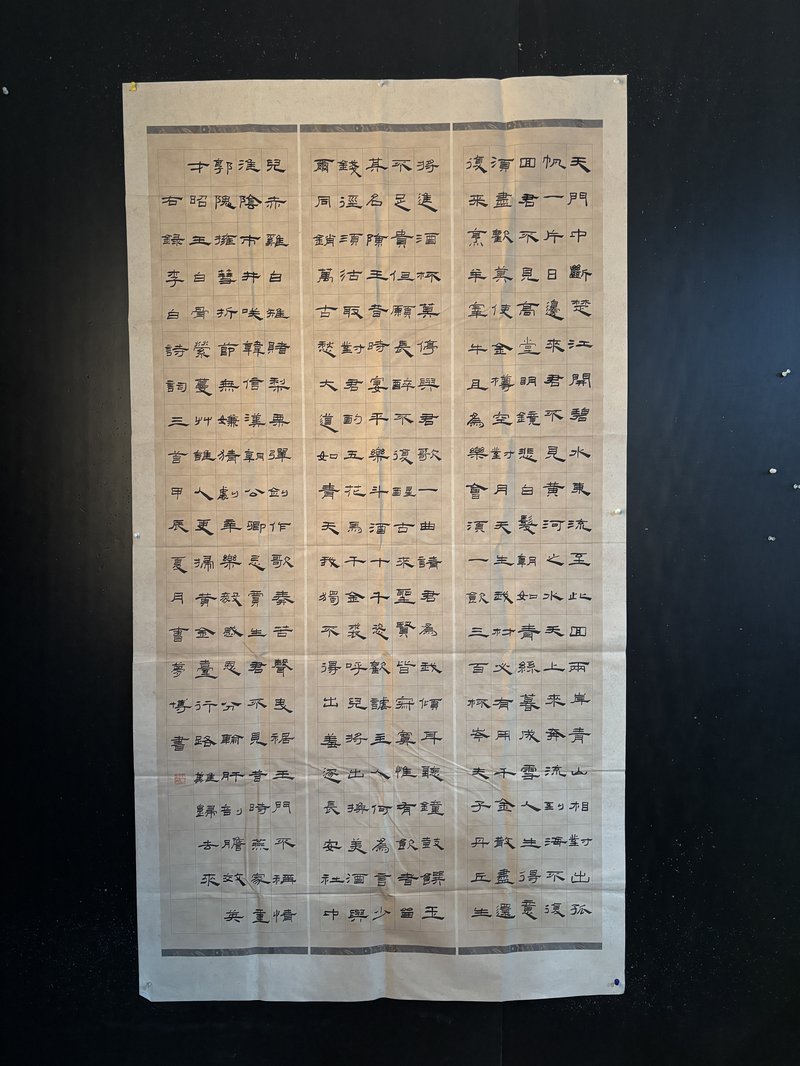 天門中斷楚江開碧水東流至此回兩岸青山相對出孤
帆一片日邊來君不見黃河之水天上來奔流到海不復
回君不見高堂明鏡悲白髮朝如青絲暮成雪人生得意
須盡歡莫使金樽空對月天生我材必有用千金散盡還
復來烹羊宰牛且為樂會須一飲三百杯岑夫子丹丘生
將進酒杯莫停與君歌一曲請君為我傾耳聽鐘鼓饌玉
不足貴但願長醉不復醒古來聖賢皆寂寞惟有飲者留
其名陳王昔時宴平樂斗酒十千恣歡謔主人何為言少
錢徑須沽取對君酌五花馬千金裘呼兒將出換美酒與
爾同銷萬古愁大道如青天我獨不得出羞逐長安社中
兒赤雞白雉賭梨栗彈劍作歌奏苦聲曳裾王門不稱情
淮陰市井咲韓信漢朝公卿忌賈生君不見昔時燕家重
郭隗擁篲折節無嫌猜劇辛樂毅感恩分輸肝剖膽效英
才昭王白骨縈蔓艸誰人更掃黃金臺行路難歸去來
右錄李白詩詞三首甲辰夏月書夢博書